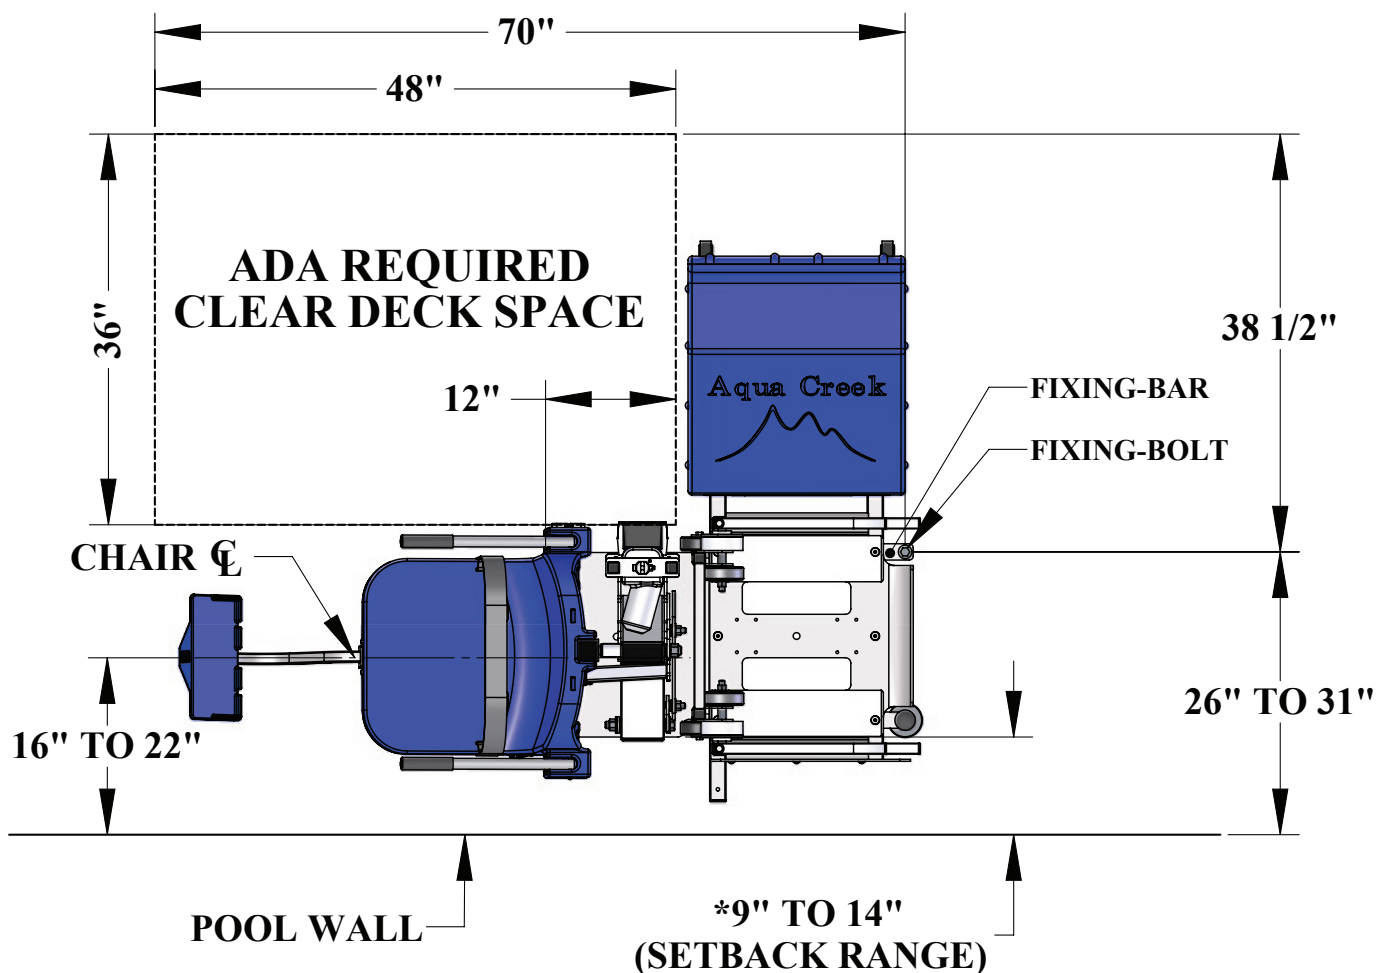 70"
48"
ADA REQUIRED
CLEAR DECK SPACE
36"
38 1/2"
12"
Aqua Creek
FIXING-BAR
FIXING-BOLT
CHAIR ℄
16" TO 22"
26" TO 31"
POOL WALL
*9" TO 14"
(SETBACK RANGE)